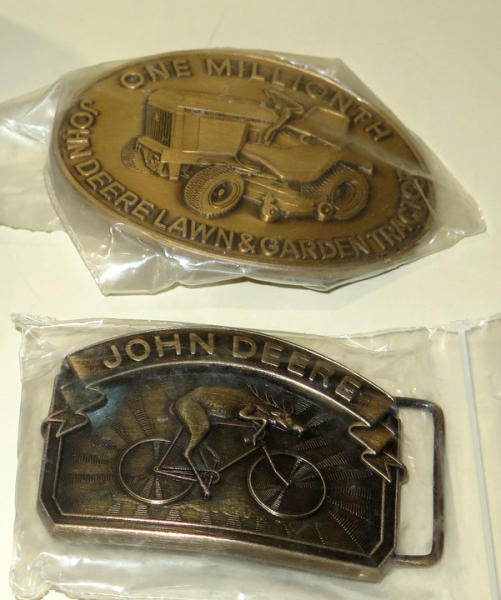 ONE MILLIONTH
JOHN DEERE LAWN & GARDEN TRACTOR
JOHN DEERE